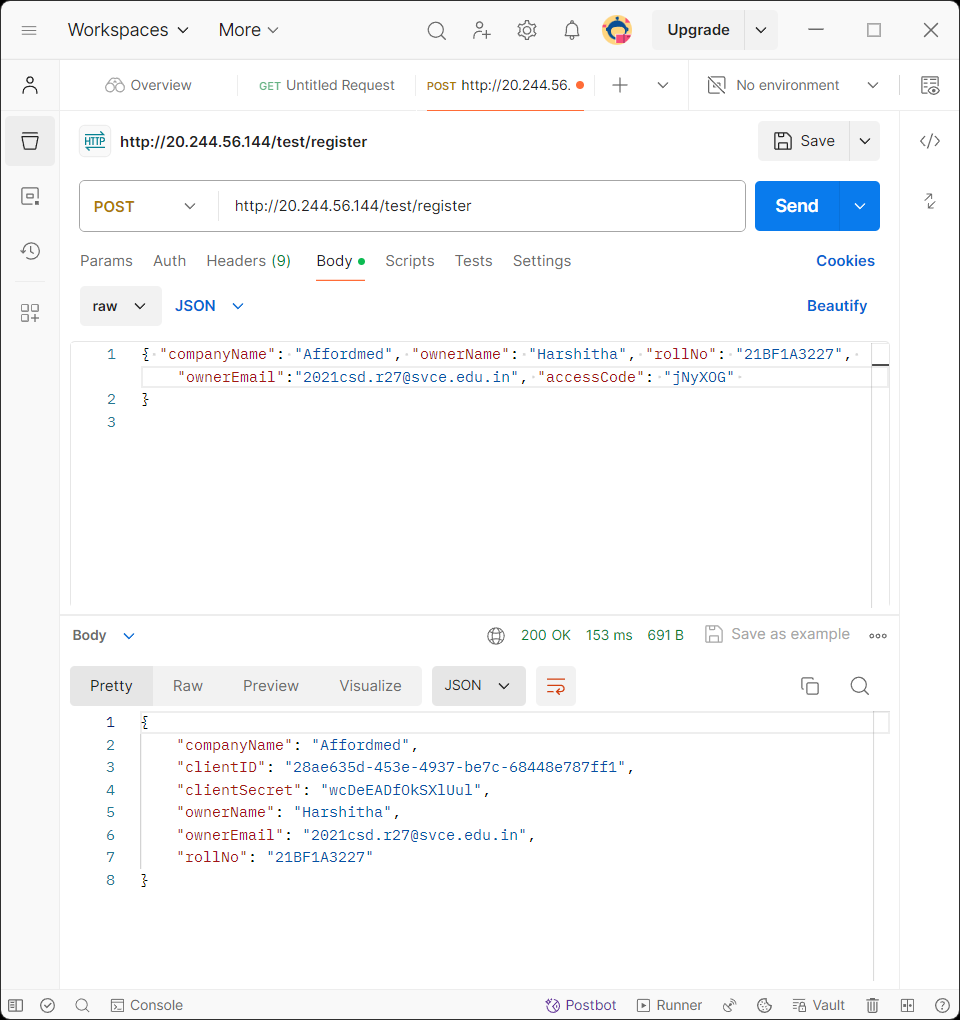 Workspaces More Upgrade
Overview GET Untitled Request POST http://20.244.56. No environment
HTTP http://20.244.56.144/test/register Save
POST http://20.244.56.144/test/register Send
Params Auth Headers (9) Body Scripts Tests Settings Cookies
raw JSON Beautify
1 { "companyName": "Affordmed", "ownerName": "Harshitha", "rollNo": "21BF1A3227",
"ownerEmail":"2021csd.r27@svce.edu.in", "accessCode": "jNyXOG"
2 }
3
Body 200 OK 153 ms 691 B Save as example
Pretty Raw Preview Visualize JSON
1 {
2 "companyName": "Affordmed",
3 "clientID": "28ae635d-453e-4937-be7c-68448e787ff1",
4 "clientSecret": "wcDeEADfOkSXlUul",
5 "ownerName": "Harshitha",
6 "ownerEmail": "2021csd.r27@svce.edu.in",
7 "rollNo": "21BF1A3227"
8 }
Console Postbot Runner Vault